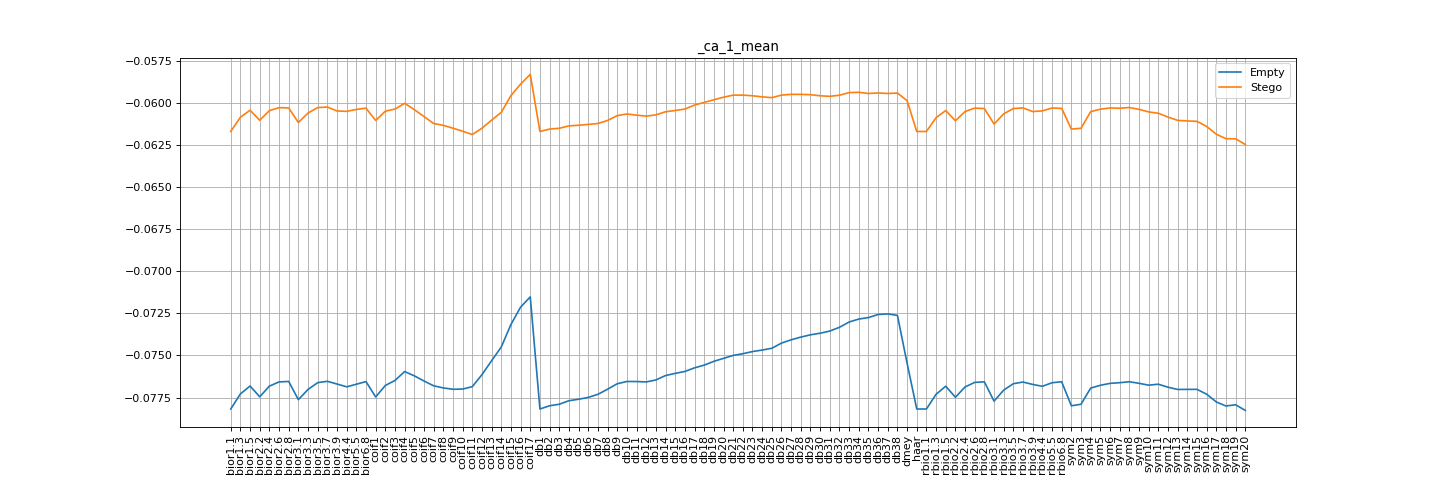 _ca_1_mean
−0.0575
−0.0600
−0.0625
−0.0650
−0.0675
−0.0700
−0.0725
−0.0750
−0.0775
Empty
Stego
bior1.1
bior1.3
bior1.5
bior2.2
bior2.4
bior2.6
bior2.8
bior3.1
bior3.3
bior3.5
bior3.7
bior3.9
bior4.4
bior5.5
bior6.8
coif1
coif2
coif3
coif4
coif5
coif6
coif7
coif8
coif9
coif10
coif11
coif12
coif13
coif14
coif15
coif16
coif17
db1
db2
db3
db4
db5
db6
db7
db8
db9
db10
db11
db12
db13
db14
db15
db16
db17
db18
db19
db20
db21
db22
db23
db24
db25
db26
db27
db28
db29
db30
db31
db32
db33
db34
db35
db36
db37
db38
dmey
haar
rbio1.1
rbio1.3
rbio1.5
rbio2.2
rbio2.4
rbio2.6
rbio2.8
rbio3.1
rbio3.3
rbio3.5
rbio3.7
rbio3.9
rbio4.4
rbio5.5
rbio6.8
sym2
sym3
sym4
sym5
sym6
sym7
sym8
sym9
sym10
sym11
sym12
sym13
sym14
sym15
sym16
sym17
sym18
sym19
sym20